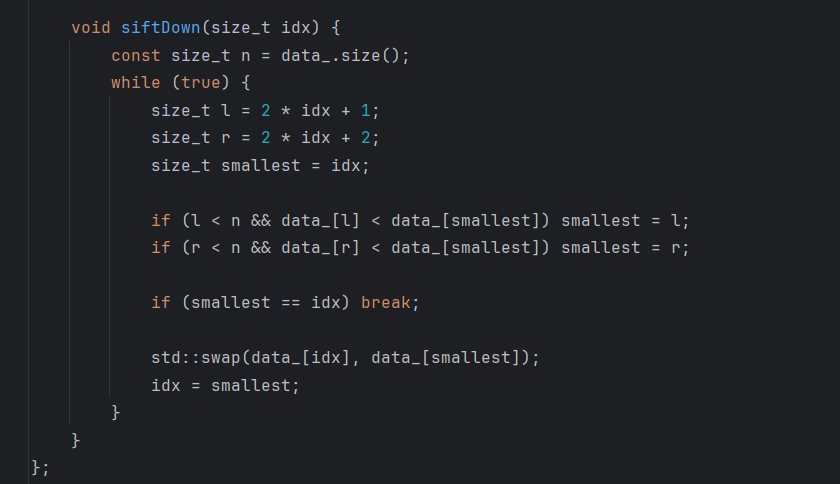 void siftDown(size_t idx) {
const size_t n = data_.size();
while (true) {
size_t l = 2 * idx + 1;
size_t r = 2 * idx + 2;
size_t smallest = idx;
if (l < n && data_[l] < data_[smallest]) smallest = l;
if (r < n && data_[r] < data_[smallest]) smallest = r;
if (smallest == idx) break;
std::swap(data_[idx], data_[smallest]);
idx = smallest;
}
}
};